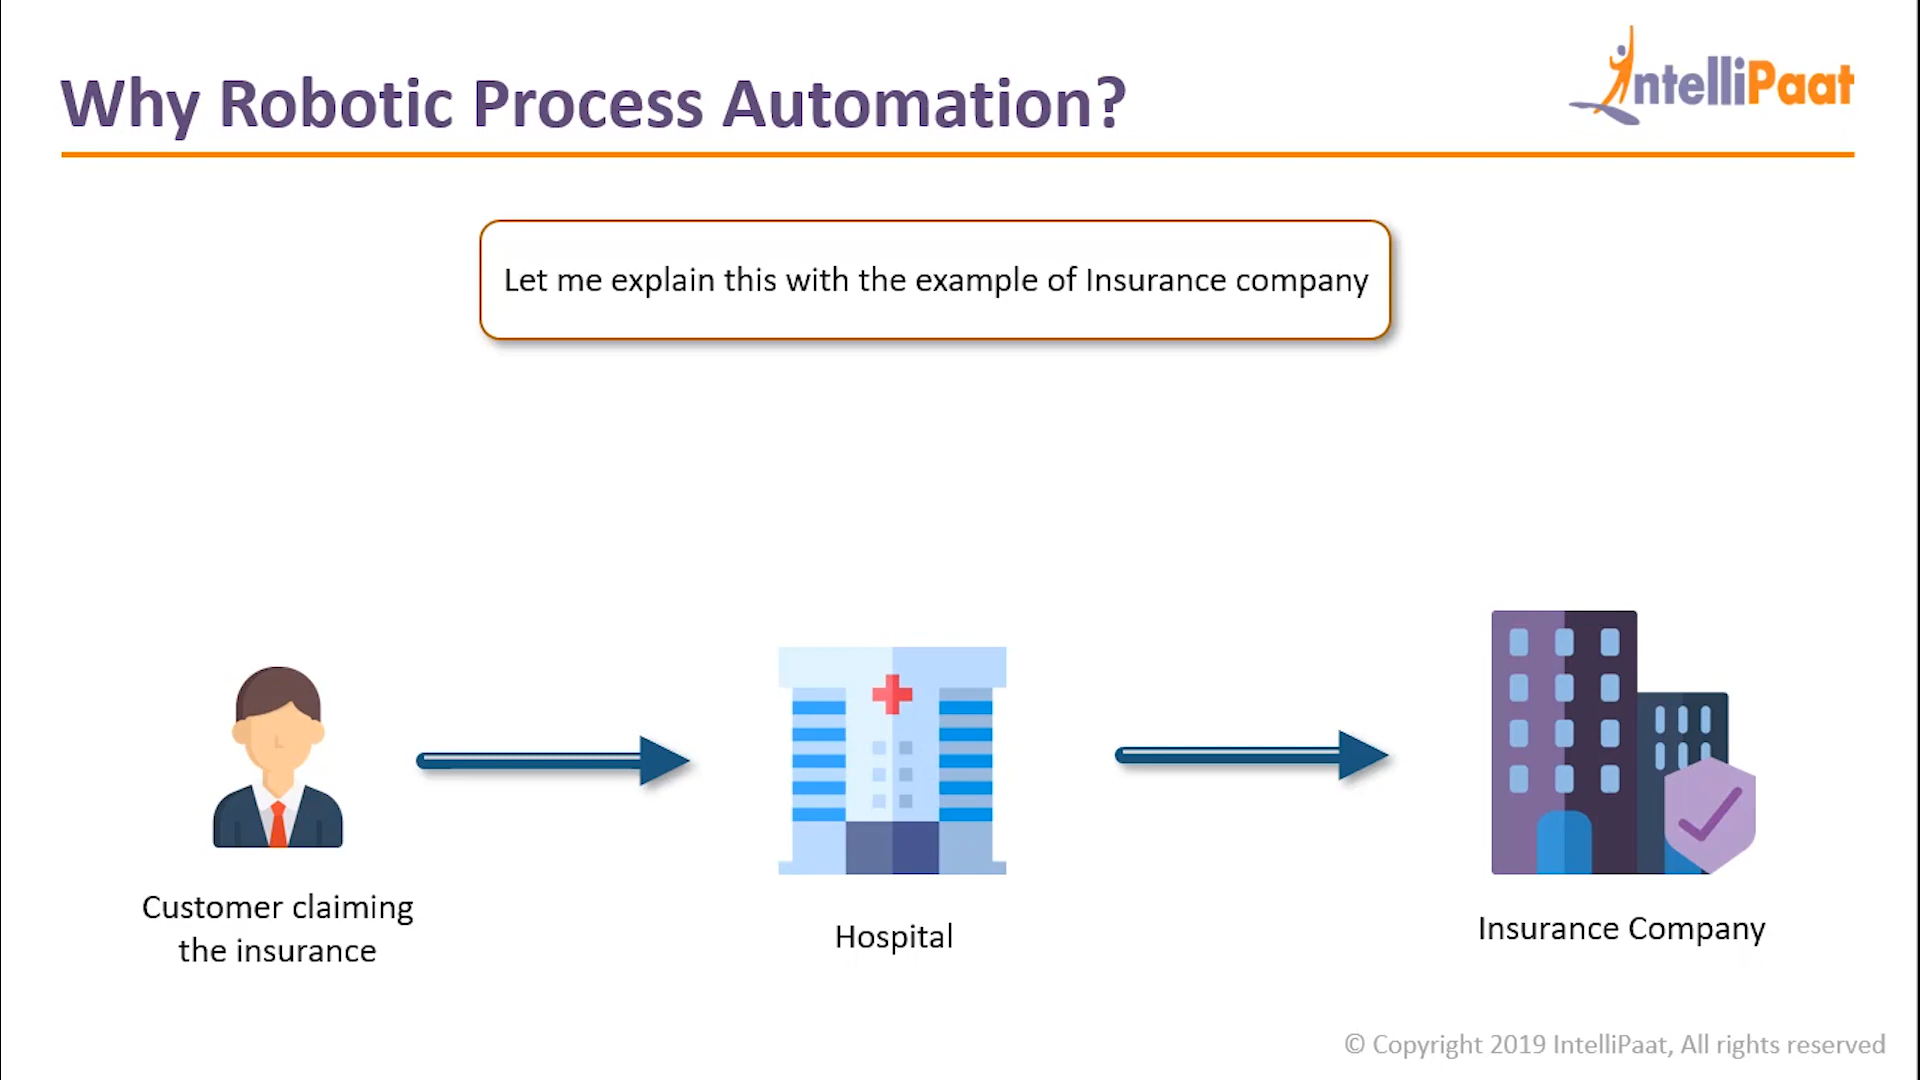 Why Robotic Process Automation?
IntelliPaat
Let me explain this with the example of Insurance company
Customer claiming
the insurance
Hospital
Insurance Company
© Copyright 2019 IntelliPaat, All rights reserved